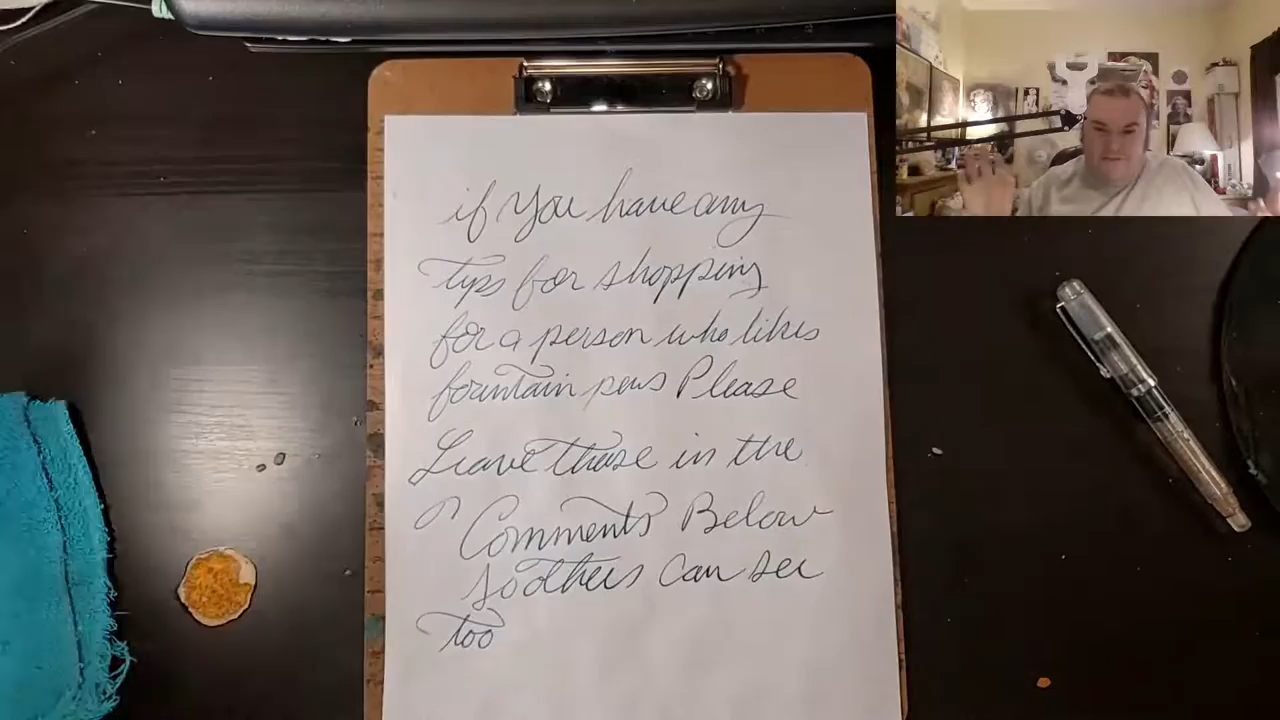 if You have any
tips for shopping
for a person who likes
fountain pens Please
Leave those in the
Comments Below
so others can see
too